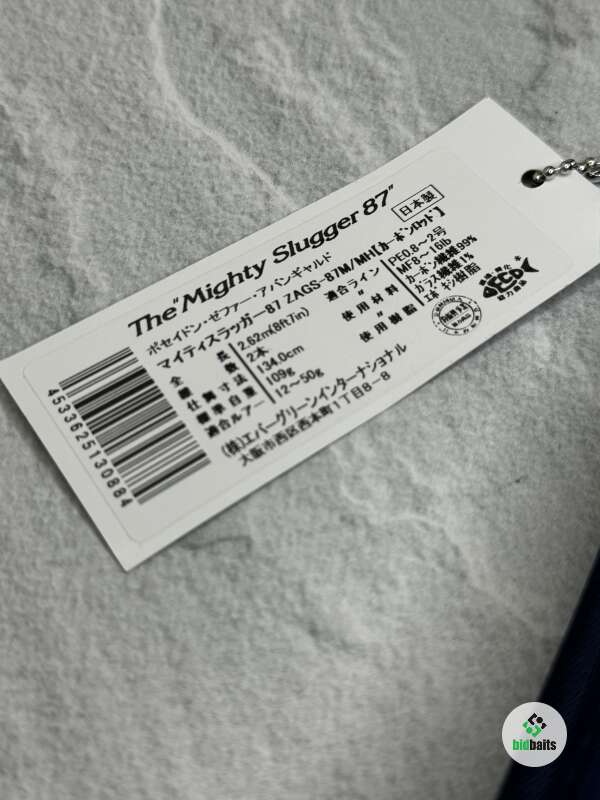 The "Mighty Slugger 87"
日本製
ポセイドン・ゼファー・アバンギャルド
マイティスラッガー87 ZAGS-87M/MH【カーボンロッド】
全長 2.62m(8ft7in)
継数 2本
仕舞寸法 134.0cm
標準自重 109g
適合ルアー 12～50g
適合ライン PE0.8～2号
〃 MF8～16lb
使用材料 カーボン繊維99%
〃 ガラス繊維1%
使用樹脂 エポキシ樹脂
(株)エバーグリーンインターナショナル
大阪市西区西本町1丁目8-8
4533625130884
bidbaits